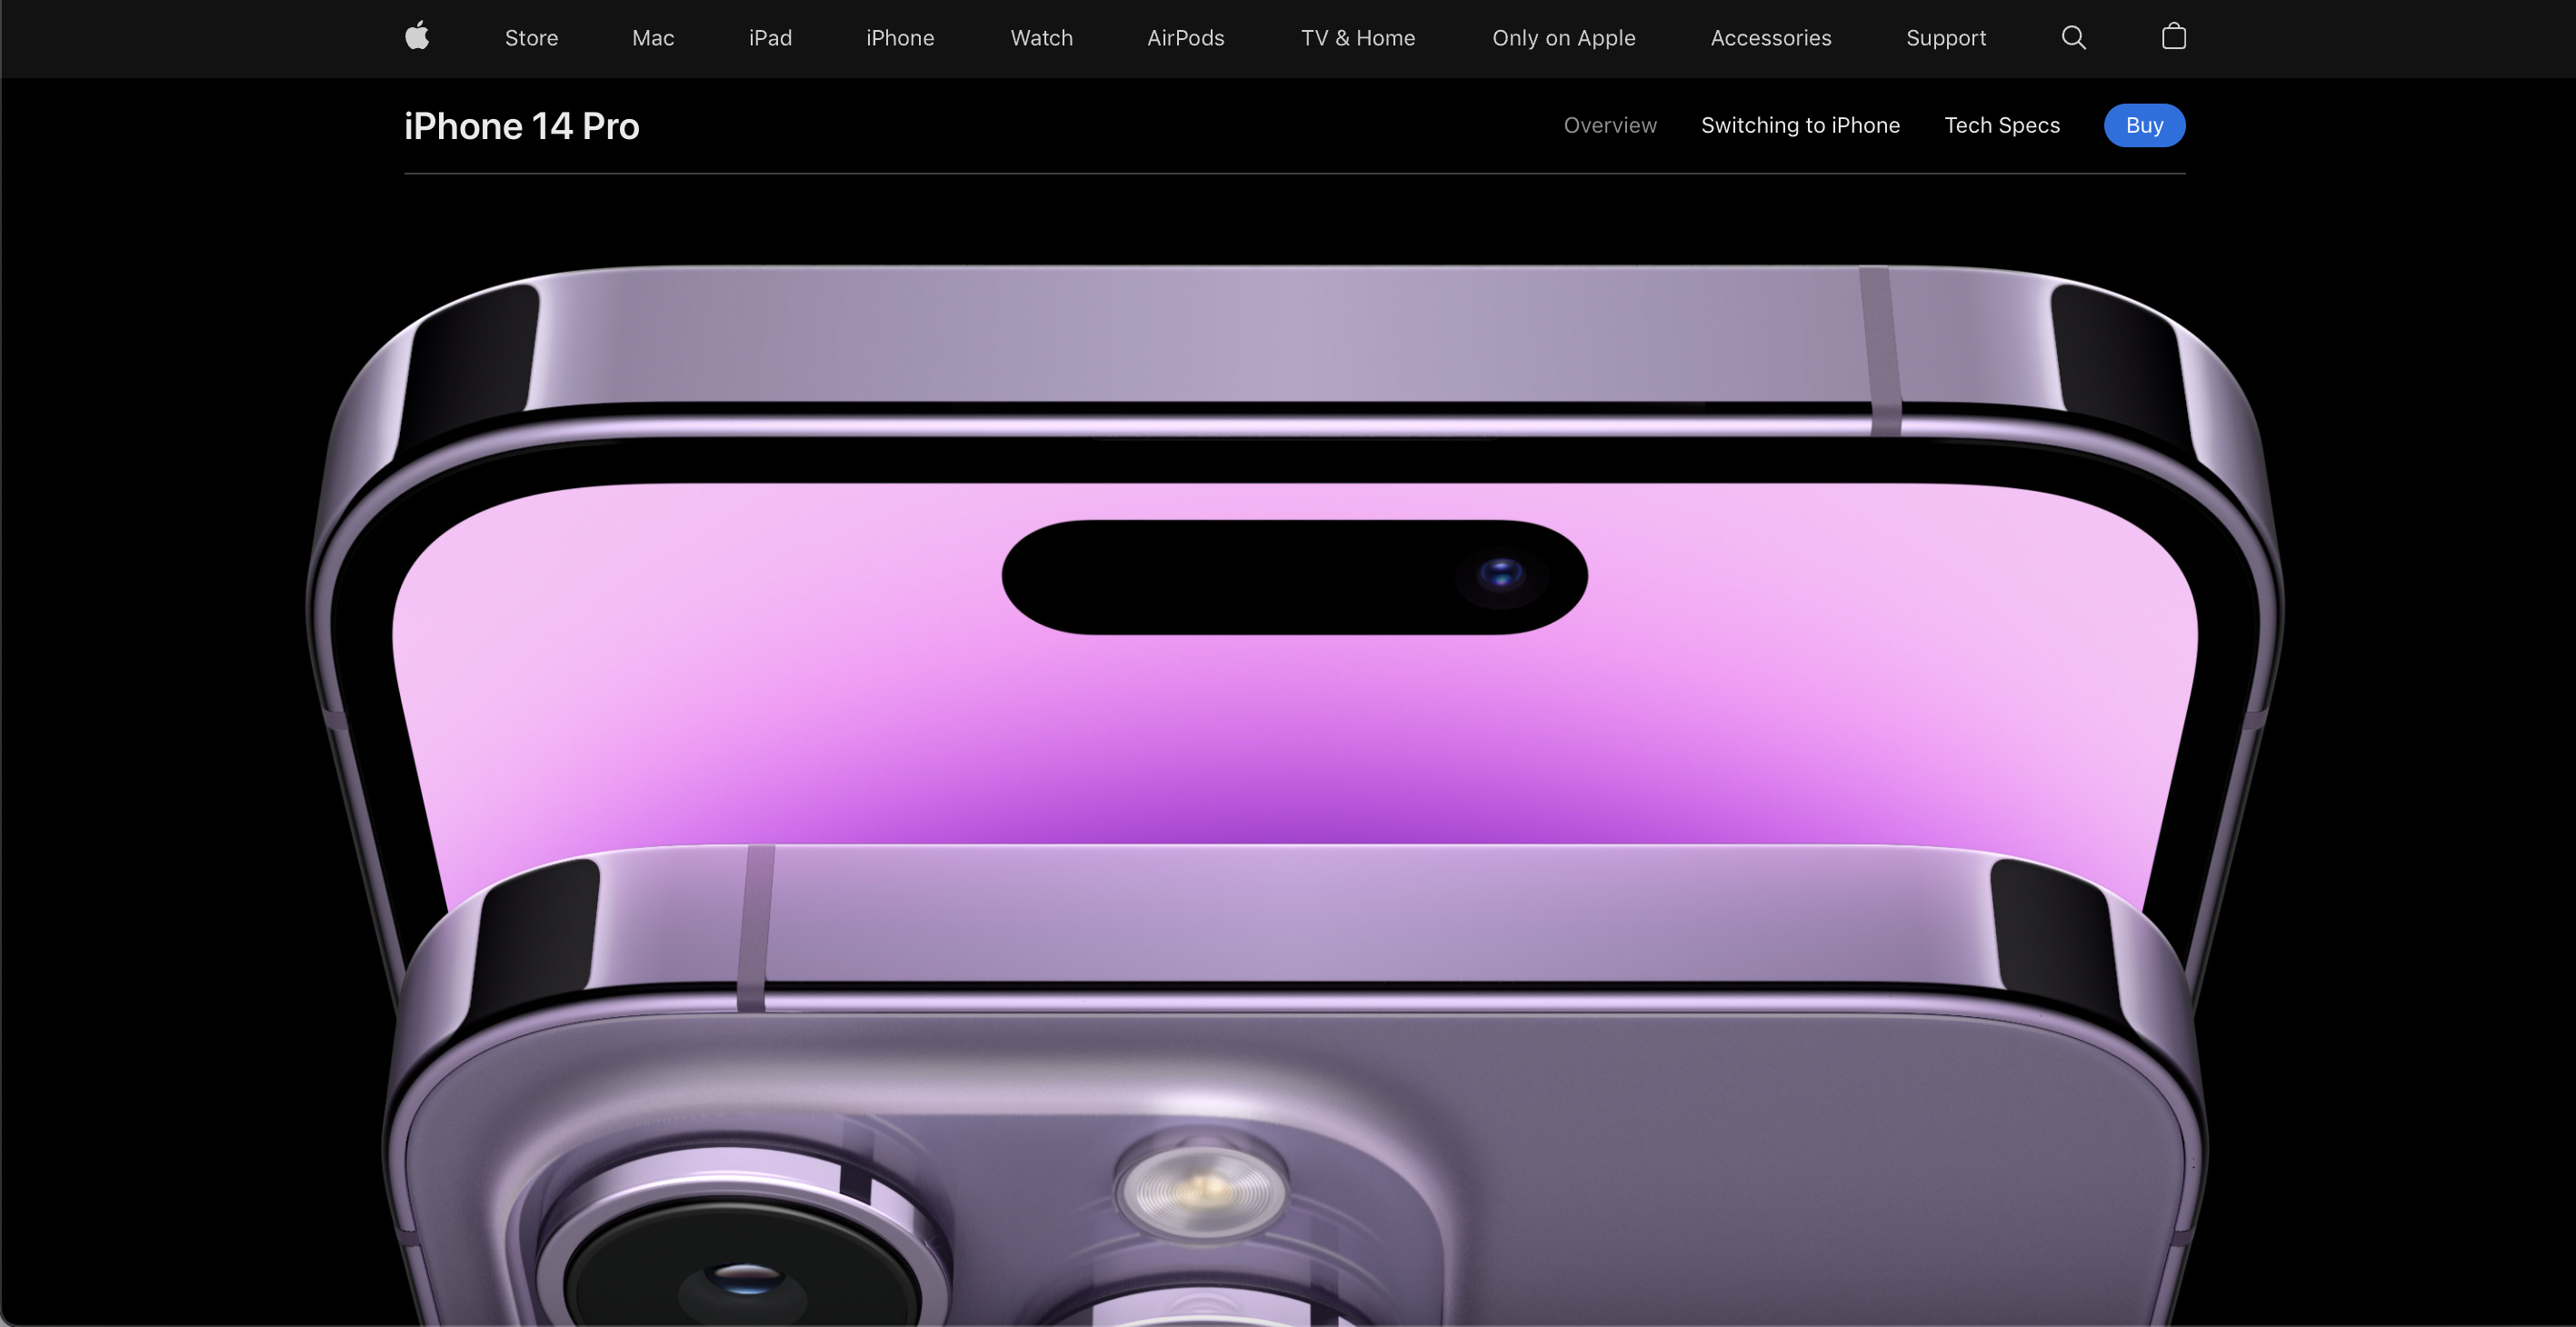 Store Mac iPad iPhone Watch AirPods TV & Home Only on Apple Accessories Support
iPhone 14 Pro Overview Switching to iPhone Tech Specs Buy